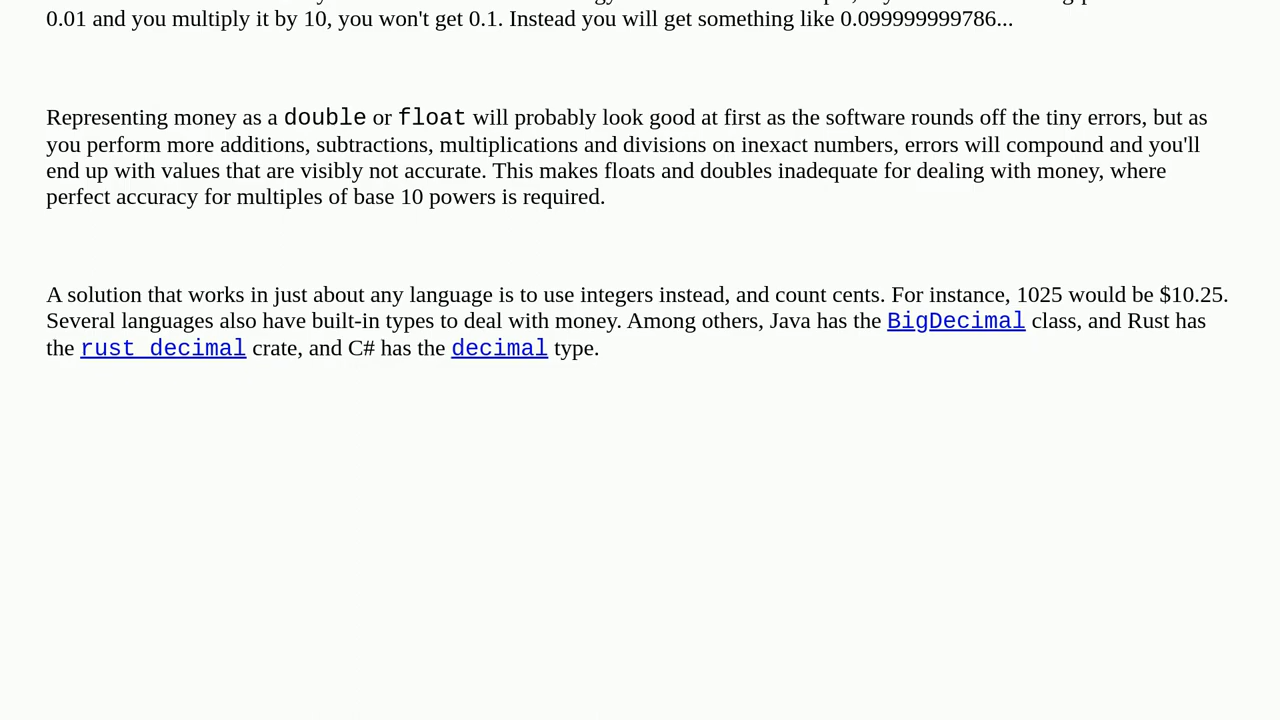 0.01 and you multiply it by 10, you won't get 0.1. Instead you will get something like 0.099999999786...
Representing money as a double or float will probably look good at first as the software rounds off the tiny errors, but as
you perform more additions, subtractions, multiplications and divisions on inexact numbers, errors will compound and you'll
end up with values that are visibly not accurate. This makes floats and doubles inadequate for dealing with money, where
perfect accuracy for multiples of base 10 powers is required.
A solution that works in just about any language is to use integers instead, and count cents. For instance, 1025 would be $10.25.
Several languages also have built-in types to deal with money. Among others, Java has the BigDecimal class, and Rust has
the rust_decimal crate, and C# has the decimal type.